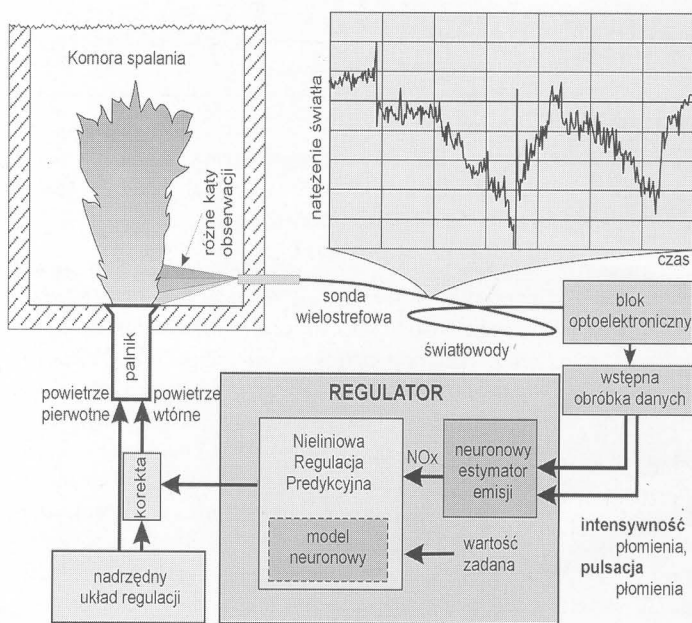 Komora spalania
różne kąty
obserwacji
natężenie światła
czas
sonda
wielostrefowa
światłowody
blok
optoelektroniczny
wstępna
obróbka danych
palnik
powietrze
pierwotne
powietrze
wtórne
korekta
nadrzędny
układ regulacji
REGULATOR
Nieliniowa
Regulacja
Predykcyjna
model
neuronowy
NOx
neuronowy
estymator
emisji
wartość
zadana
intensywność
płomienia,
pulsacja
płomienia